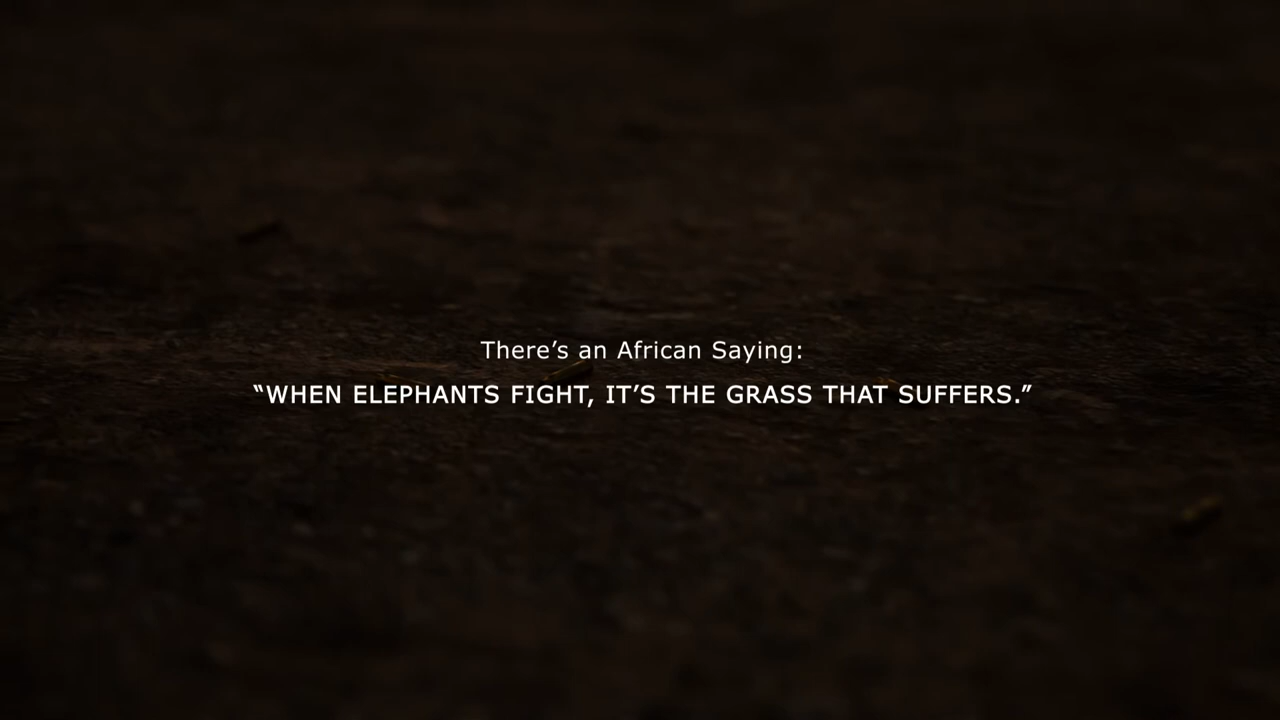 There’s an African Saying:
“WHEN ELEPHANTS FIGHT, IT’S THE GRASS THAT SUFFERS.”